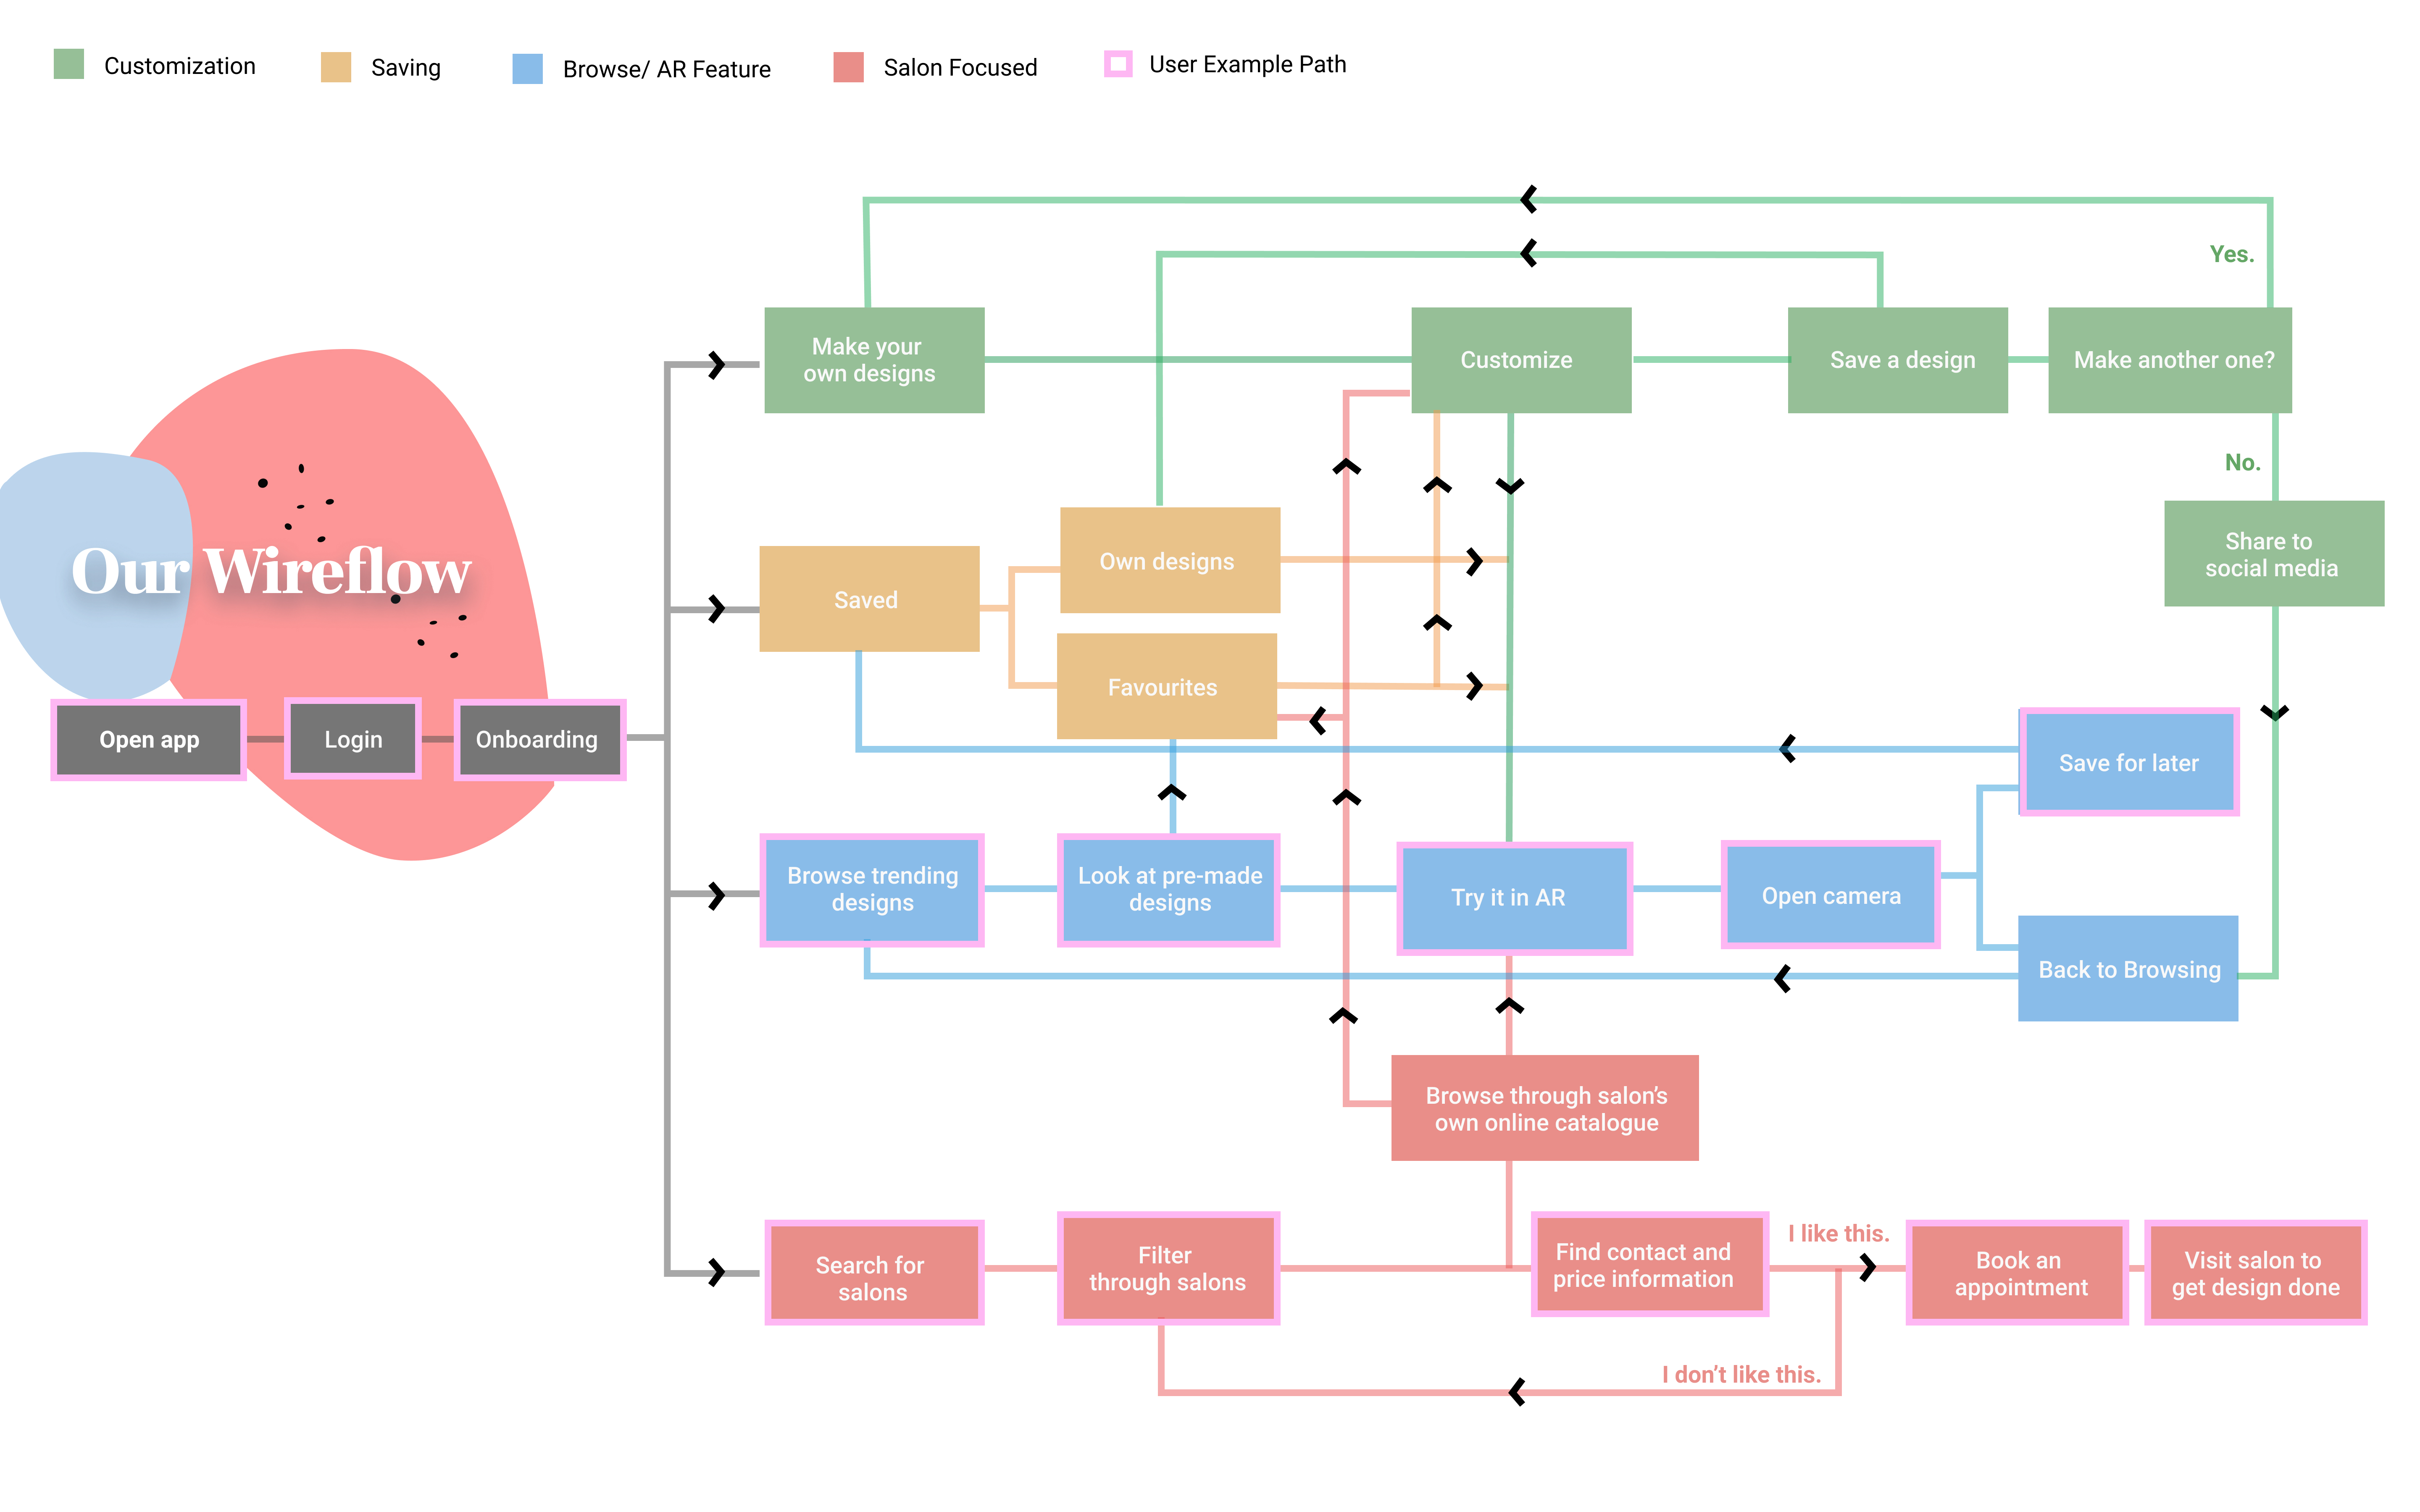 Customization
Saving
Browse/ AR Feature
Salon Focused
User Example Path
Yes.
Make your
own designs
Customize
Save a design
Make another one?
No.
Share to
social media
Our Wireflow
Own designs
Saved
Favourites
Open app
Login
Onboarding
Save for later
Browse trending
designs
Look at pre-made
designs
Try it in AR
Open camera
Back to Browsing
Browse through salon’s
own online catalogue
Search for
salons
Filter
through salons
Find contact and
price information
I like this.
Book an
appointment
Visit salon to
get design done
I don’t like this.